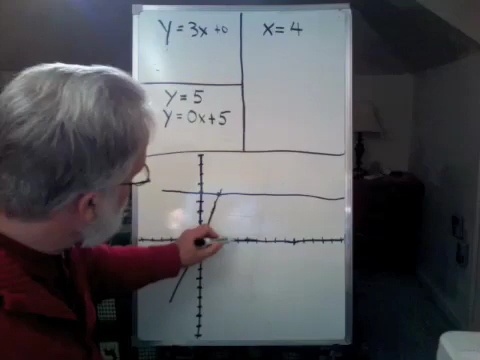 y = 3x + 0
x = 4
y = 5
y = 0x + 5